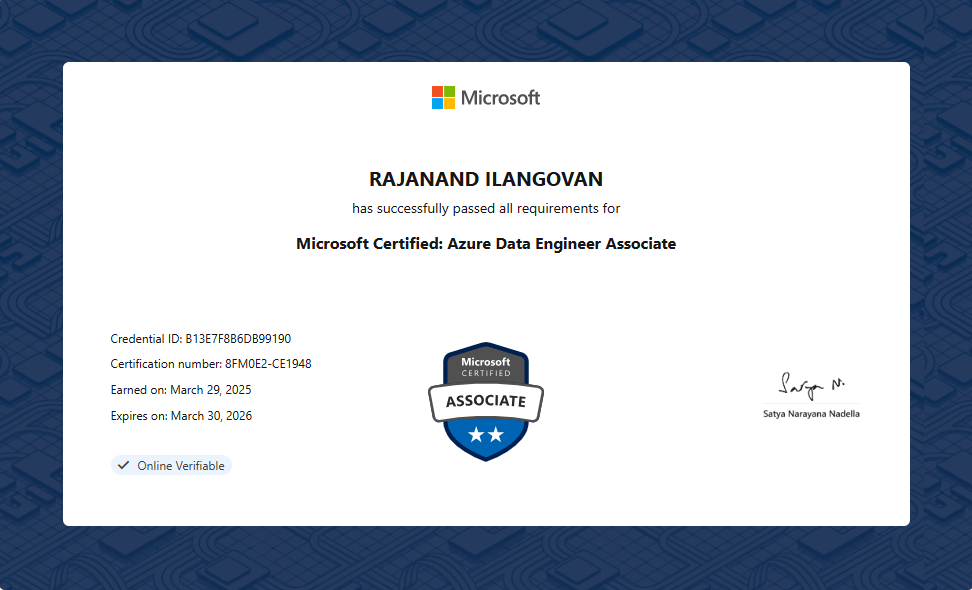 Microsoft
RAJANAND ILANGOVAN
has successfully passed all requirements for
Microsoft Certified: Azure Data Engineer Associate
Credential ID: B13E7F8B6DB99190
Certification number: 8FM0E2-CE1948
Earned on: March 29, 2025
Expires on: March 30, 2026
Online Verifiable
Microsoft
CERTIFIED
ASSOCIATE
Satya N.
Satya Narayana Nadella